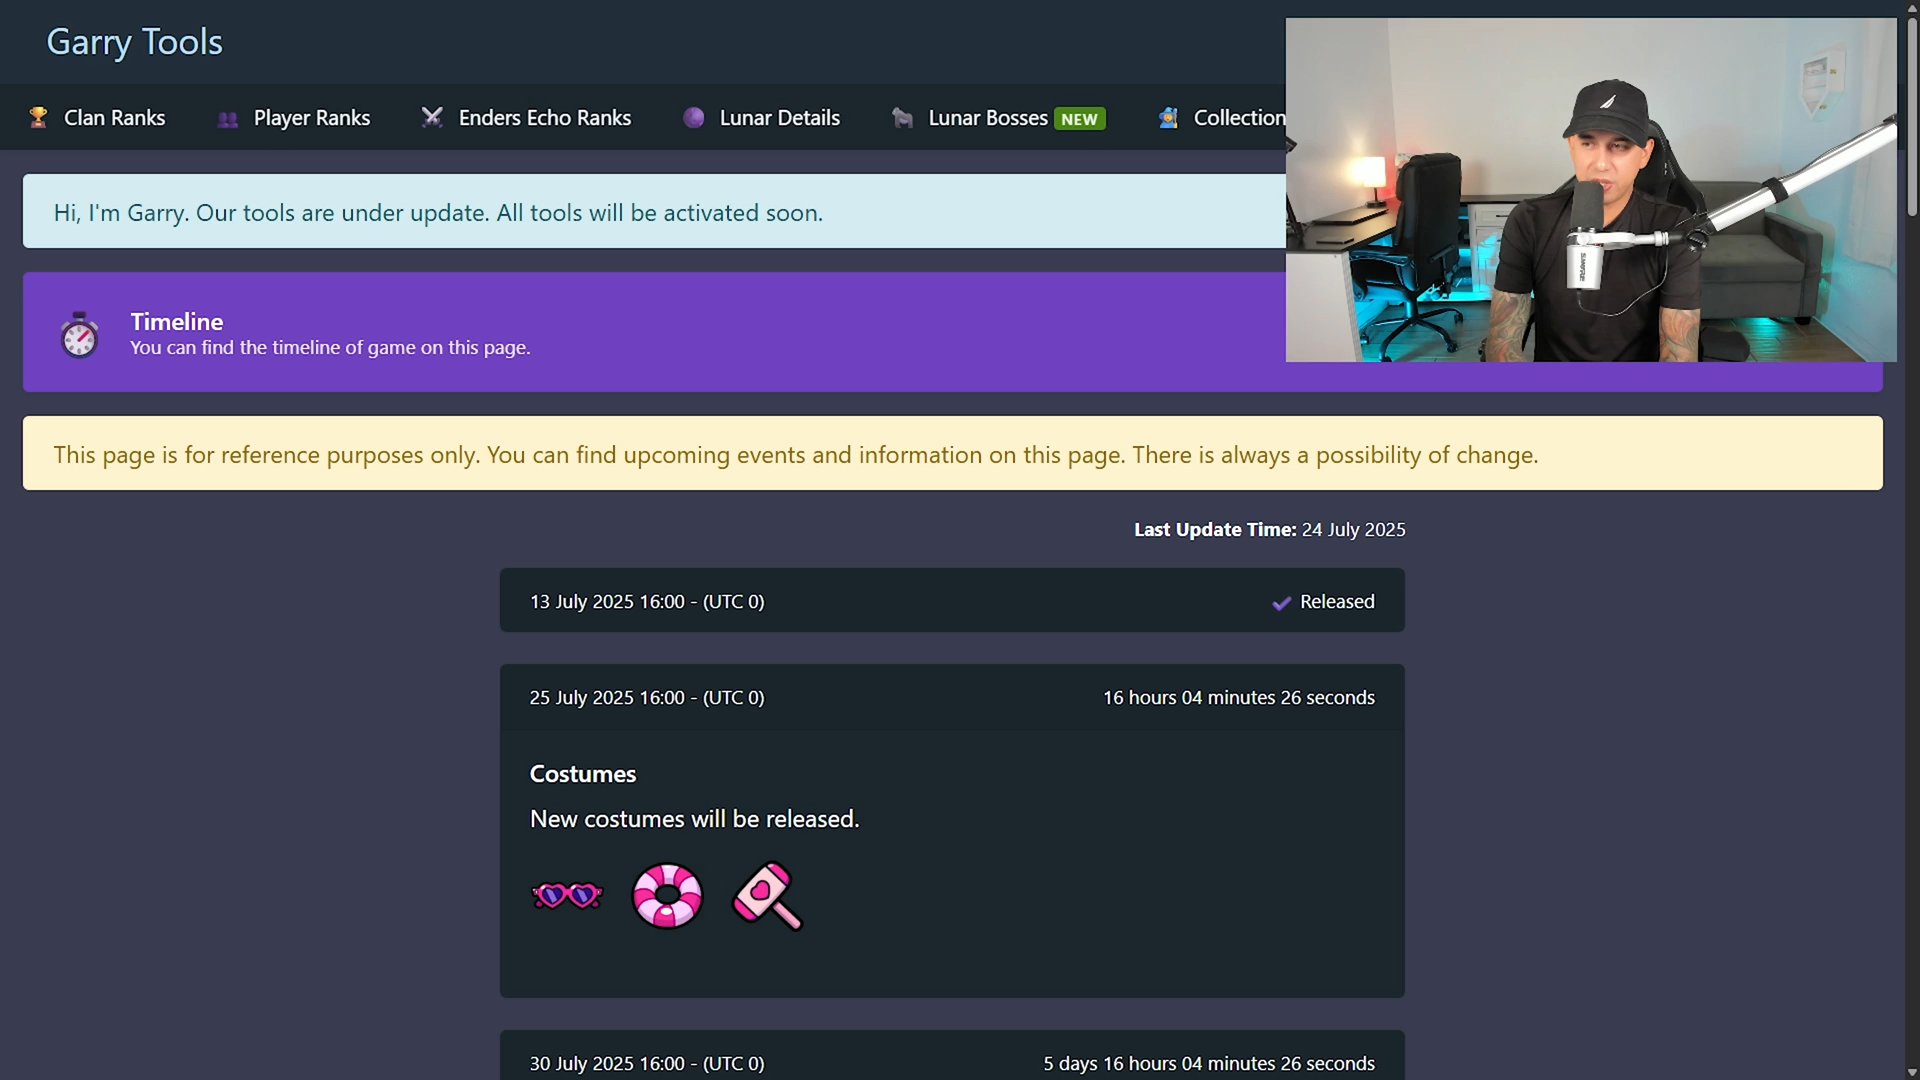 Garry Tools
Clan Ranks
Player Ranks
Enders Echo Ranks
Lunar Details
Lunar Bosses NEW
Collection
Hi, I'm Garry. Our tools are under update. All tools will be activated soon.
Timeline
You can find the timeline of game on this page.
This page is for reference purposes only. You can find upcoming events and information on this page. There is always a possibility of change.
Last Update Time: 24 July 2025
13 July 2025 16:00 - (UTC 0)
Released
25 July 2025 16:00 - (UTC 0)
16 hours 04 minutes 26 seconds
Costumes
New costumes will be released.
30 July 2025 16:00 - (UTC 0)
5 days 16 hours 04 minutes 26 seconds
SHURE